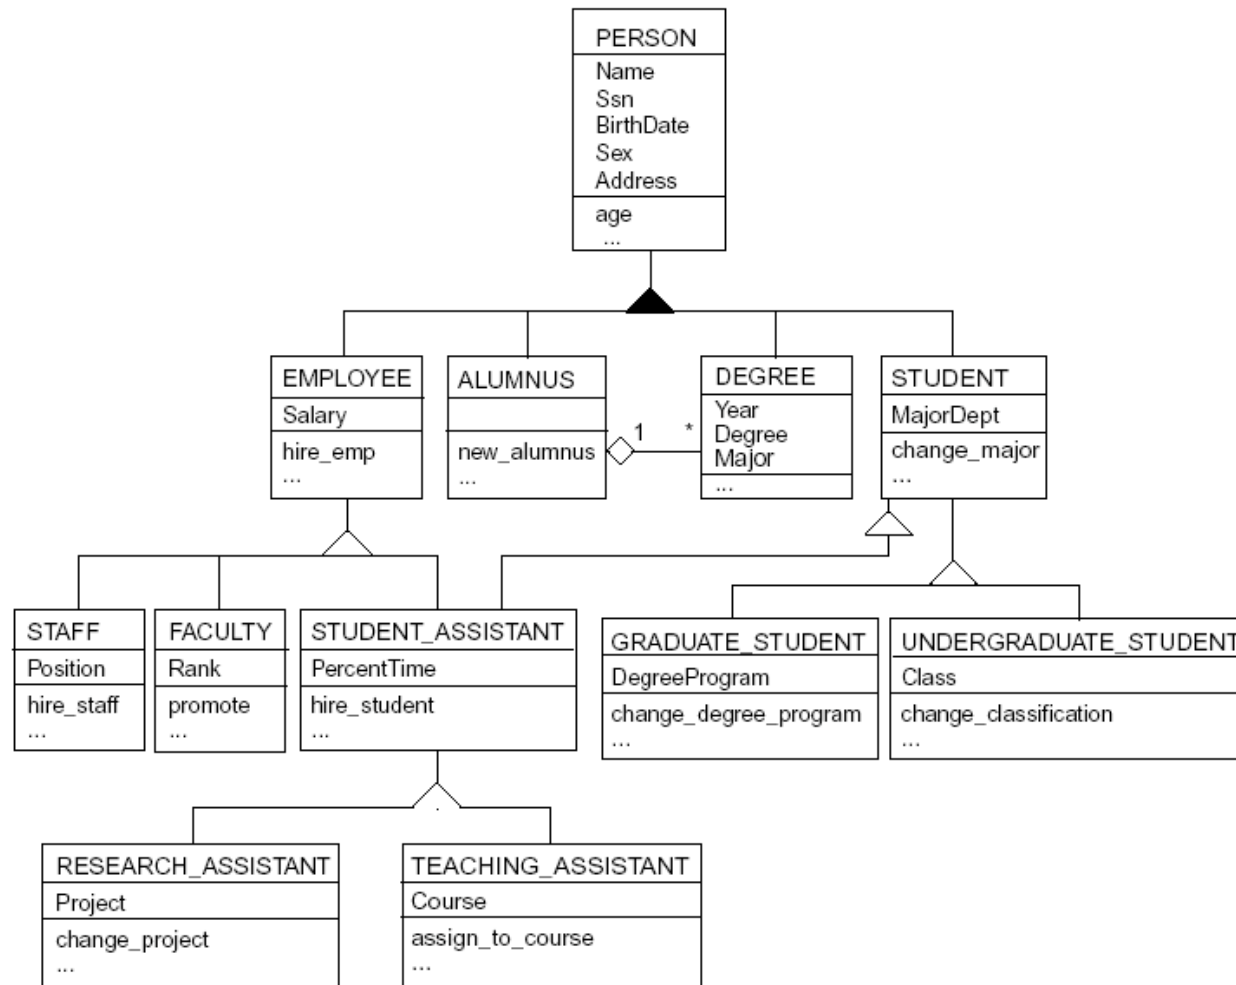 PERSON
Name
Ssn
BirthDate
Sex
Address
age
...
EMPLOYEE
Salary
hire_emp
...
ALUMNUS
new_alumnus
...
1
*
DEGREE
Year
Degree
Major
...
STUDENT
MajorDept
change_major
...
STAFF
Position
hire_staff
...
FACULTY
Rank
promote
...
STUDENT_ASSISTANT
PercentTime
hire_student
...
GRADUATE_STUDENT
DegreeProgram
change_degree_program
...
UNDERGRADUATE_STUDENT
Class
change_classification
...
RESEARCH_ASSISTANT
Project
change_project
...
TEACHING_ASSISTANT
Course
assign_to_course
...